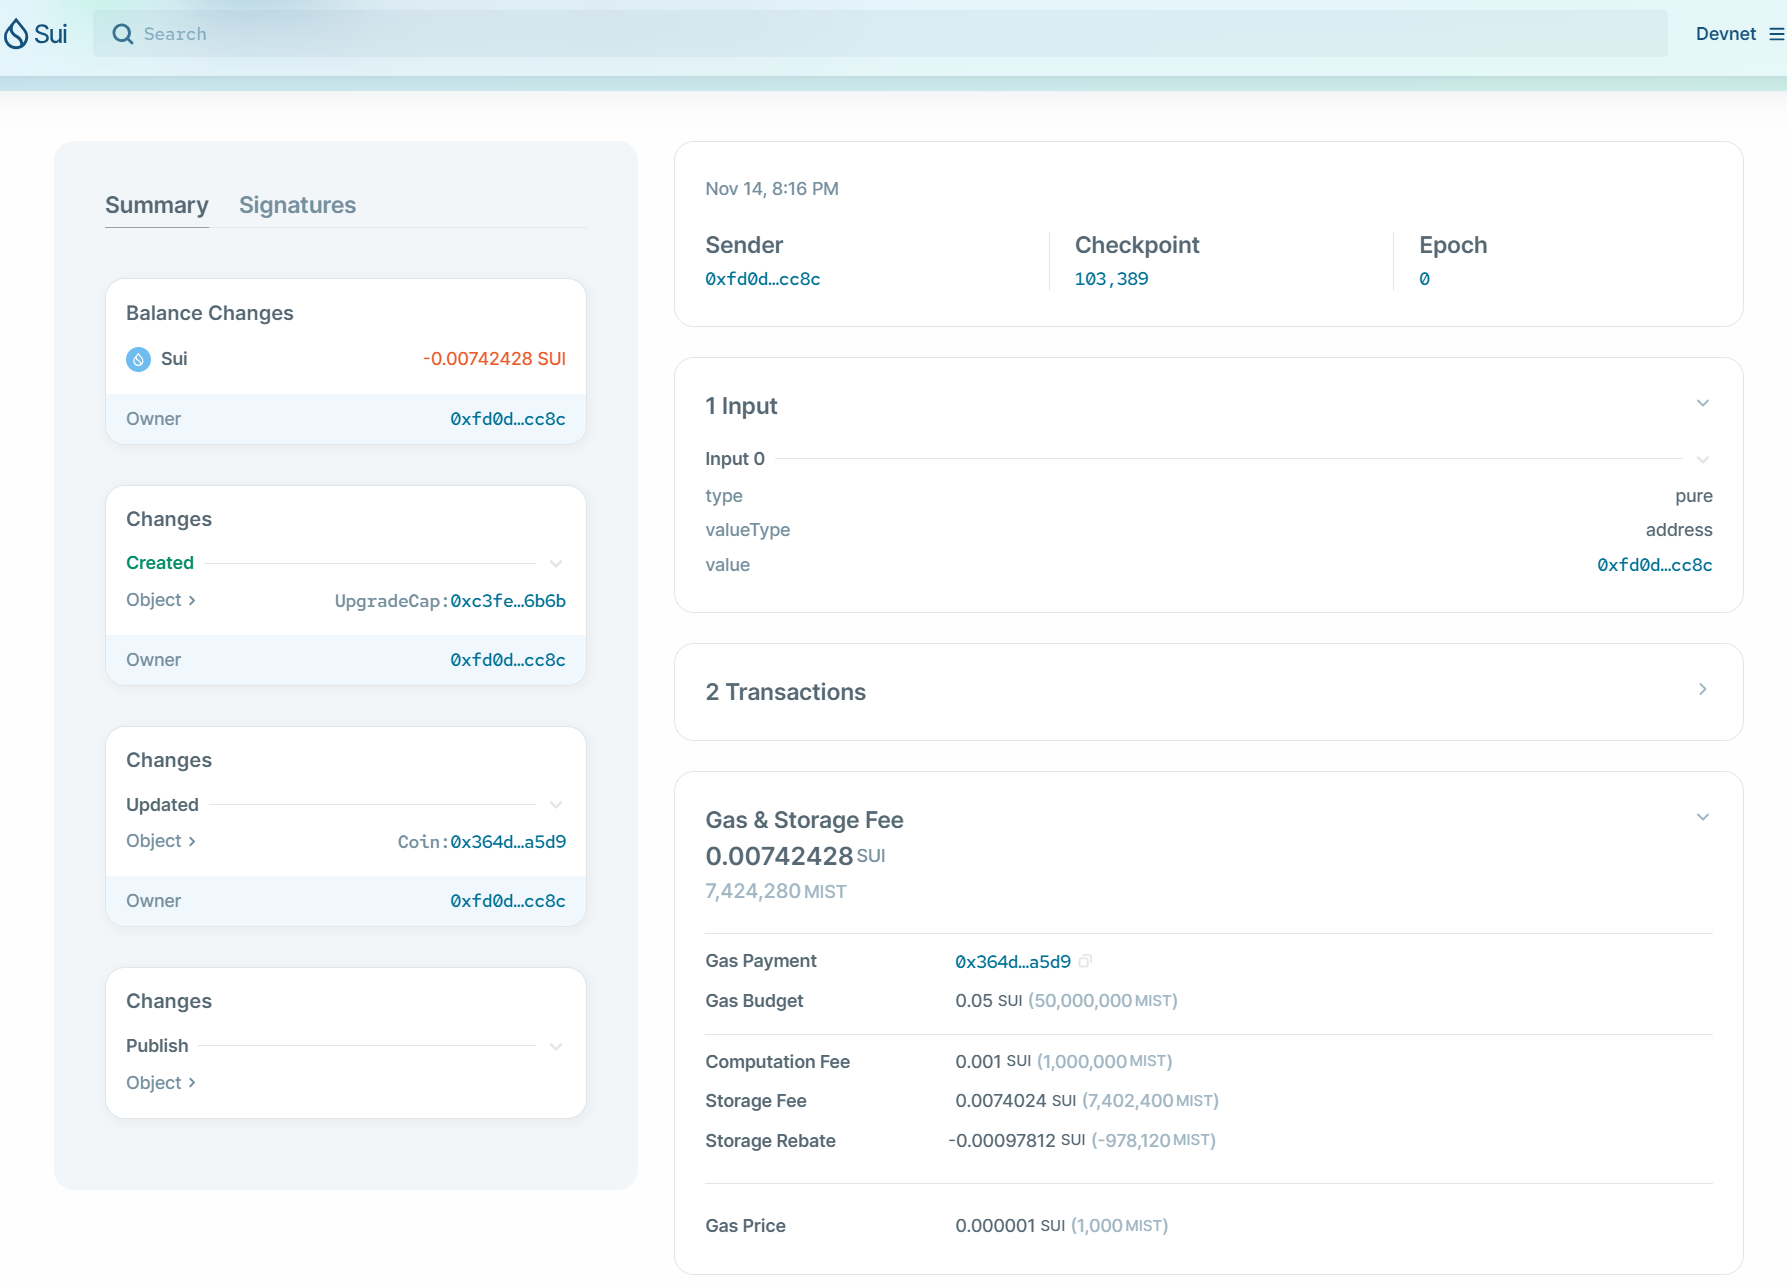 Sui
Search
Devnet
Summary
Signatures
Balance Changes
Sui
-0.00742428 SUI
Owner
0xfd0d…cc8c
Changes
Created
Object
UpgradeCap:0xc3fe…6b6b
Owner
0xfd0d…cc8c
Changes
Updated
Object
Coin:0x364d…a5d9
Owner
0xfd0d…cc8c
Changes
Publish
Object
Nov 14, 8:16 PM
Sender
0xfd0d…cc8c
Checkpoint
103,389
Epoch
0
1 Input
Input 0
type
pure
valueType
address
value
0xfd0d…cc8c
2 Transactions
Gas & Storage Fee
0.00742428 SUI
7,424,280 MIST
Gas Payment
0x364d…a5d9
Gas Budget
0.05 SUI (50,000,000 MIST)
Computation Fee
0.001 SUI (1,000,000 MIST)
Storage Fee
0.0074024 SUI (7,402,400 MIST)
Storage Rebate
-0.00097812 SUI (-978,120 MIST)
Gas Price
0.000001 SUI (1,000 MIST)